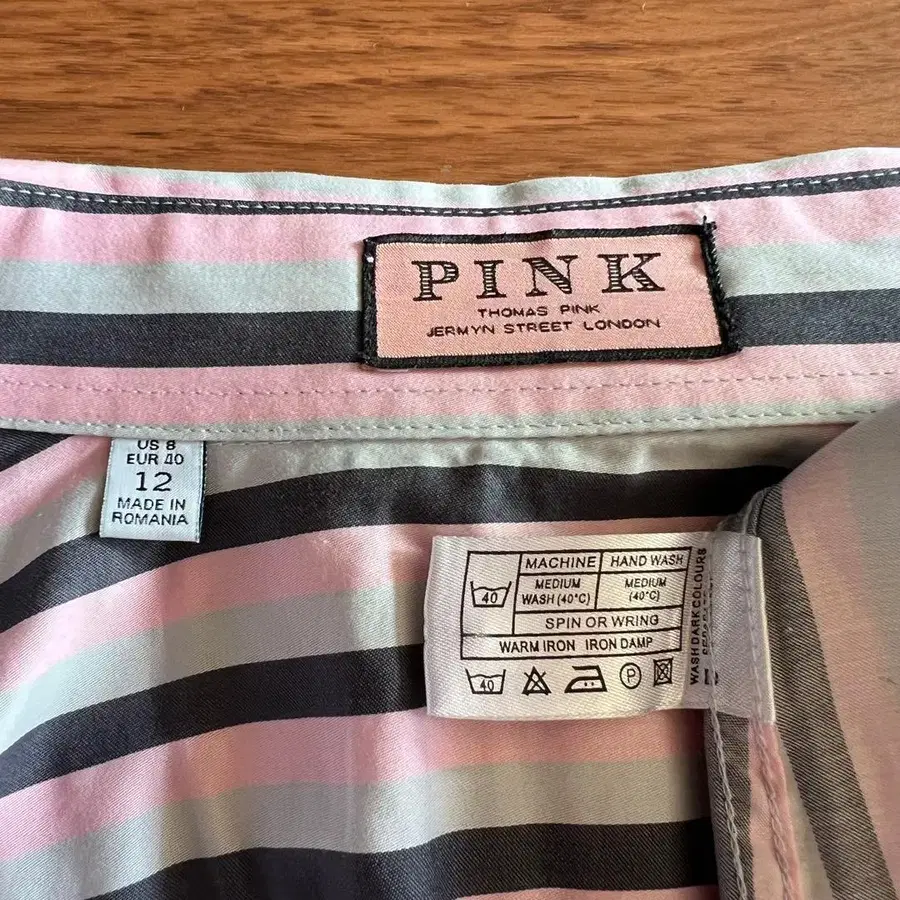 PINK
THOMAS PINK
JERMYN STREET LONDON
US 8
EUR 40
12
MADE IN
ROMANIA
MACHINE HAND WASH
40
MEDIUM
WASH (40°C)
MEDIUM
(40°C)
SPIN OR WRING
WARM IRON IRON DAMP
40 P
WASH DARK COLOURS